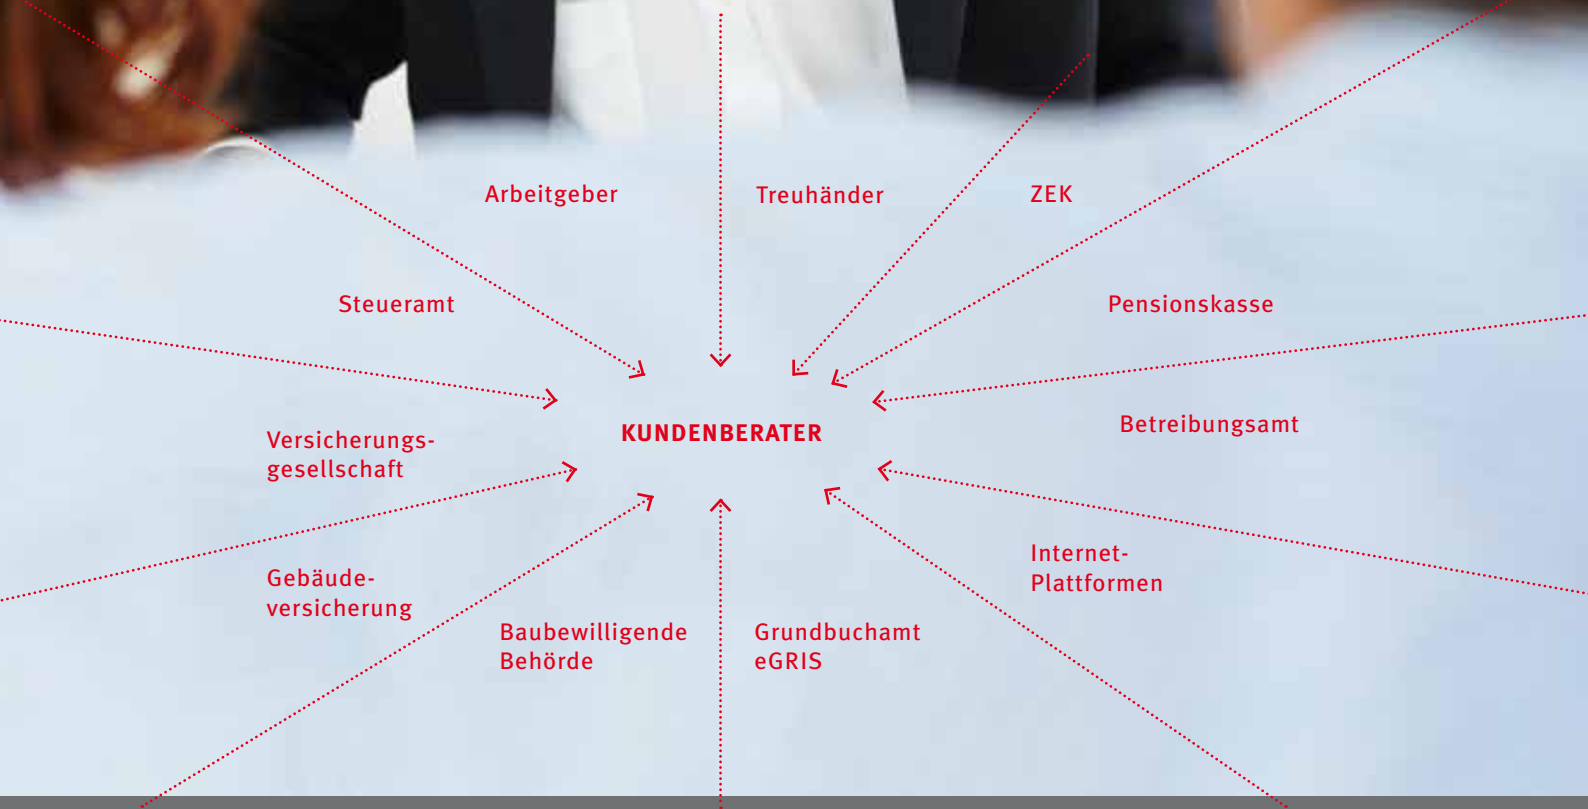 Arbeitgeber
Treuhänder
ZEK
Steueramt
Pensionskasse
KUNDENBERATER
Betreibungsamt
Versicherungs-
gesellschaft
Gebäude-
versicherung
Internet-
Plattformen
Baubewilligende
Behörde
Grundbuchamt
eGRIS